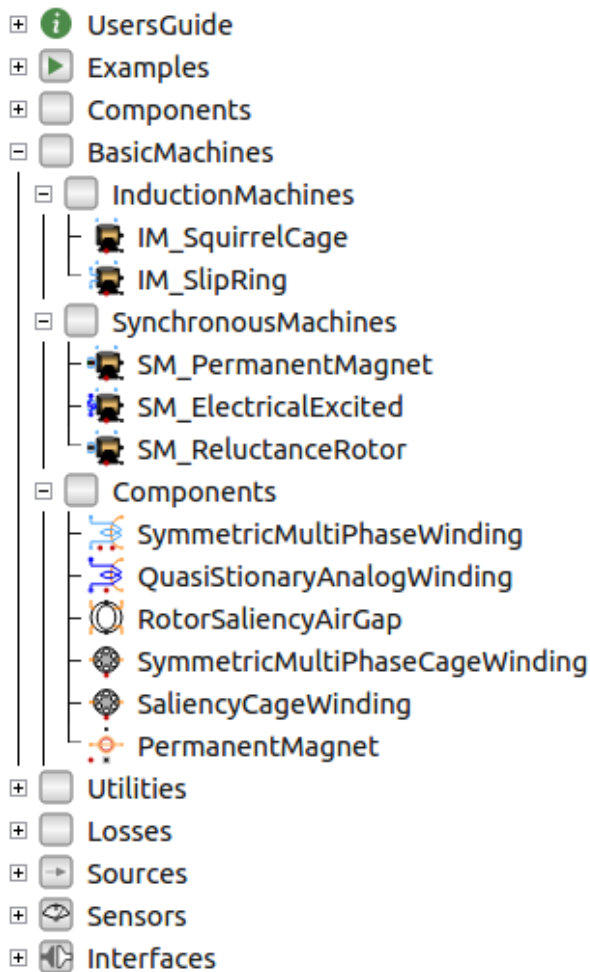 UsersGuide
Examples
Components
BasicMachines
InductionMachines
IM_SquirrelCage
IM_SlipRing
SynchronousMachines
SM_PermanentMagnet
SM_ElectricalExcited
SM_ReluctanceRotor
Components
SymmetricMultiPhaseWinding
QuasiStionaryAnalogWinding
RotorSaliencyAirGap
SymmetricMultiPhaseCageWinding
SaliencyCageWinding
PermanentMagnet
Utilities
Losses
Sources
Sensors
Interfaces